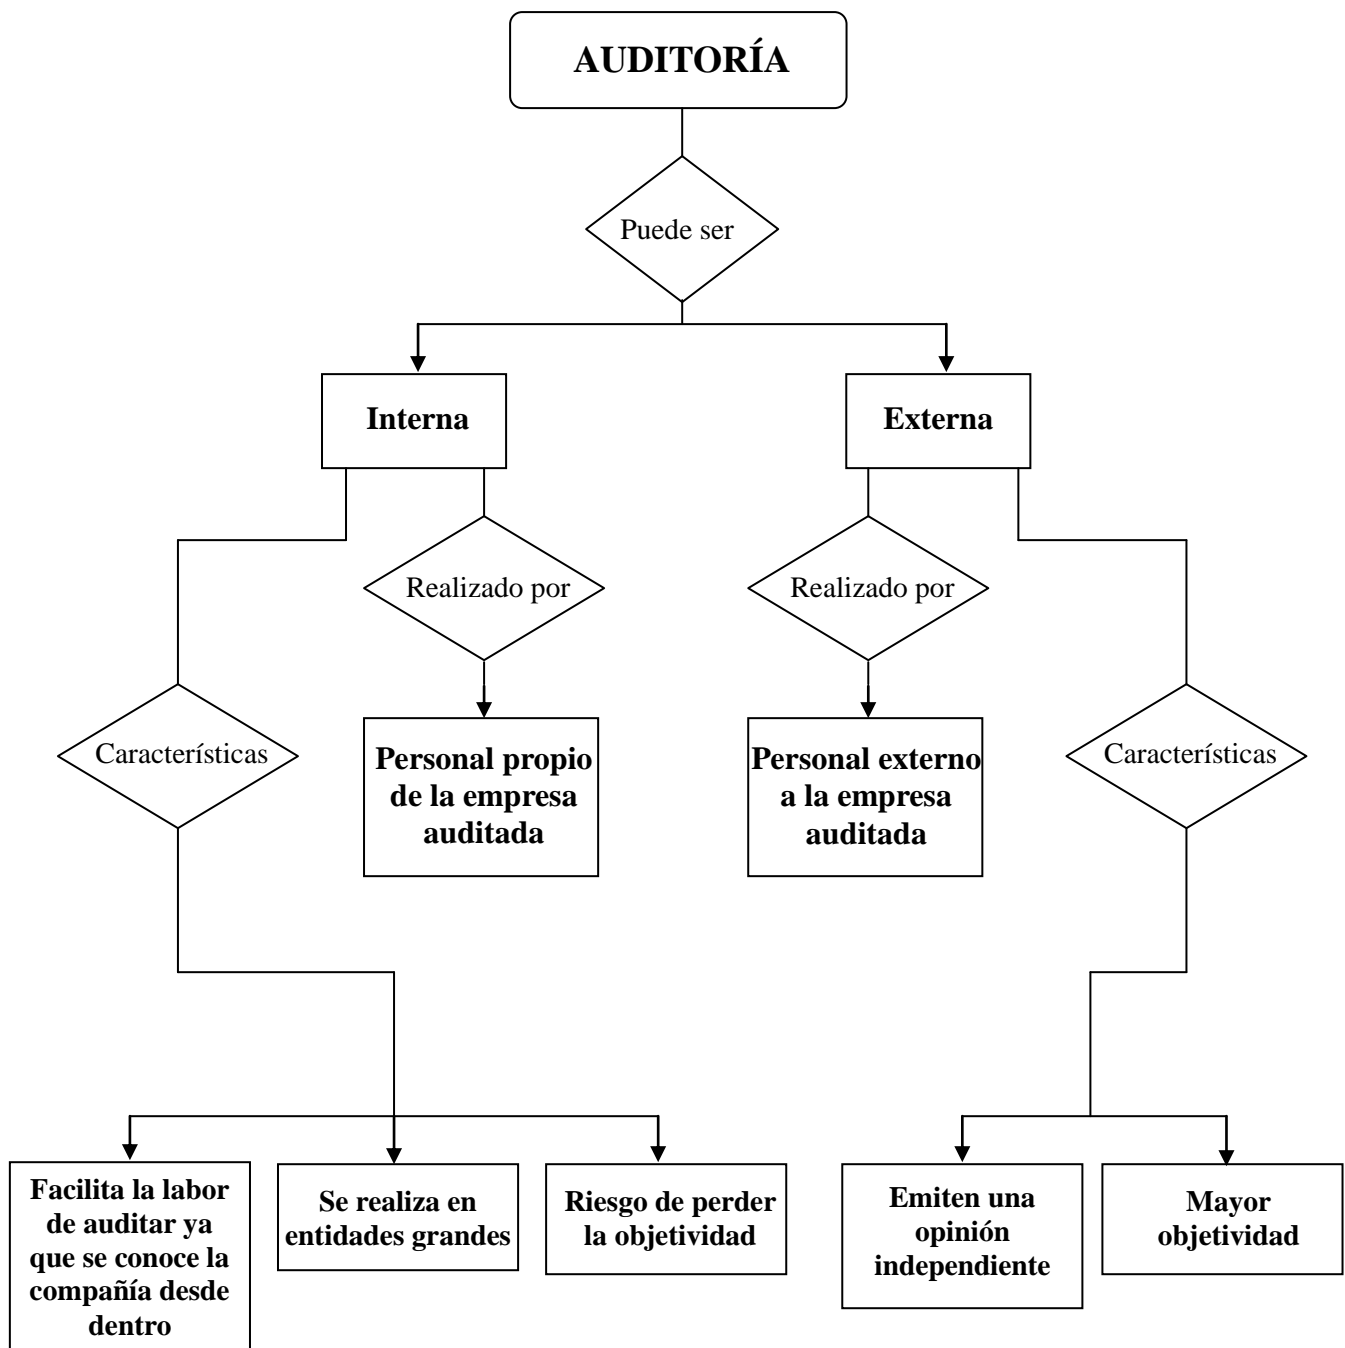 AUDITORÍA
Puede ser
Interna
Externa
Realizado por
Realizado por
Características
Personal propio
de la empresa
auditada
Personal externo
a la empresa
auditada
Características
Facilita la labor
de auditar ya
que se conoce la
compañía desde
dentro
Se realiza en
entidades grandes
Riesgo de perder
la objetividad
Emiten una
opinión
independiente
Mayor
objetividad